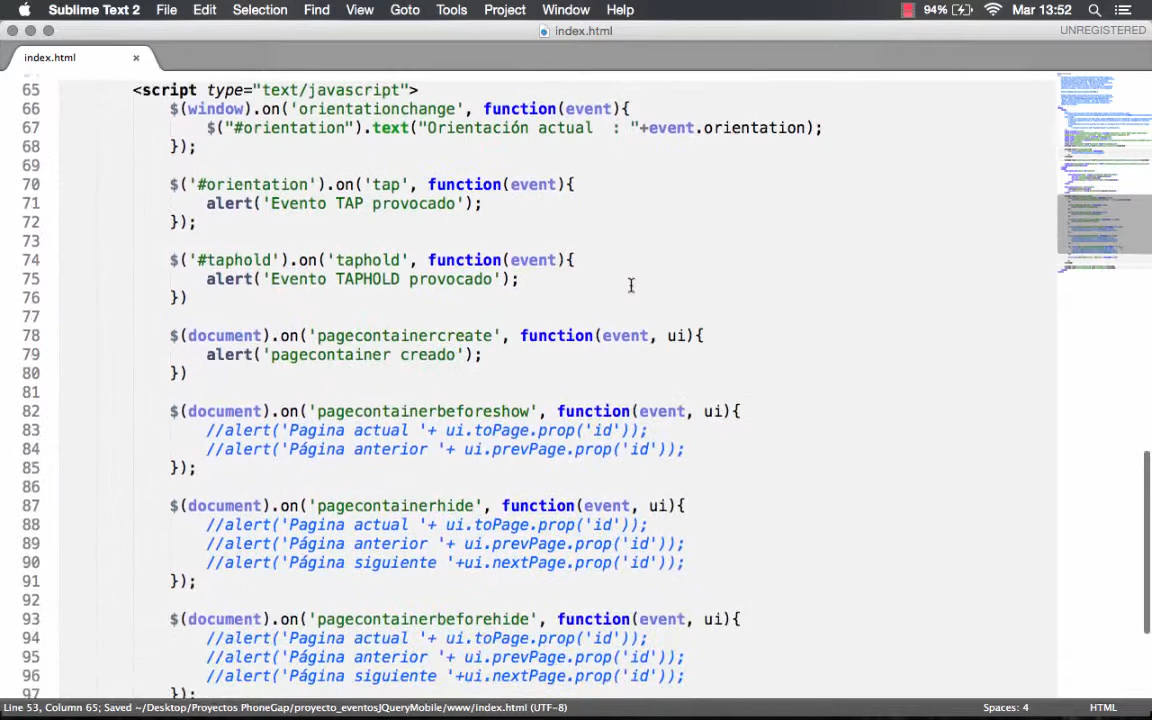 Sublime Text 2 File Edit Selection Find View Goto Tools Project Window Help 94% Mar 13:52
index.html UNREGISTERED
index.html
65 <script type="text/javascript">
66 $(window).on('orientationchange', function(event){
67 $("#orientation").text("Orientación actual  : "+event.orientation);
68 });
69
70 $('#orientation').on('tap', function(event){
71 alert('Evento TAP provocado');
72 });
73
74 $('#taphold').on('taphold', function(event){
75 alert('Evento TAPHOLD provocado');
76 })
77
78 $(document).on('pagecontainercreate', function(event, ui){
79 alert('pagecontainer creado');
80 })
81
82 $(document).on('pagecontainerbeforeshow', function(event, ui){
83 //alert('Pagina actual '+ ui.toPage.prop('id'));
84 //alert('Página anterior '+ ui.prevPage.prop('id'));
85 });
86
87 $(document).on('pagecontainerhide', function(event, ui){
88 //alert('Pagina actual '+ ui.toPage.prop('id'));
89 //alert('Página anterior '+ ui.prevPage.prop('id'));
90 //alert('Página siguiente '+ui.nextPage.prop('id'));
91 });
92
93 $(document).on('pagecontainerbeforehide', function(event, ui){
94 //alert('Pagina actual '+ ui.toPage.prop('id'));
95 //alert('Página anterior '+ ui.prevPage.prop('id'));
96 //alert('Página siguiente '+ui.nextPage.prop('id'));
97 });
Line 53, Column 65; Saved ~/Desktop/Proyectos PhoneGap/proyecto_eventosJQueryMobile/www/index.html (UTF-8) Spaces: 4 HTML